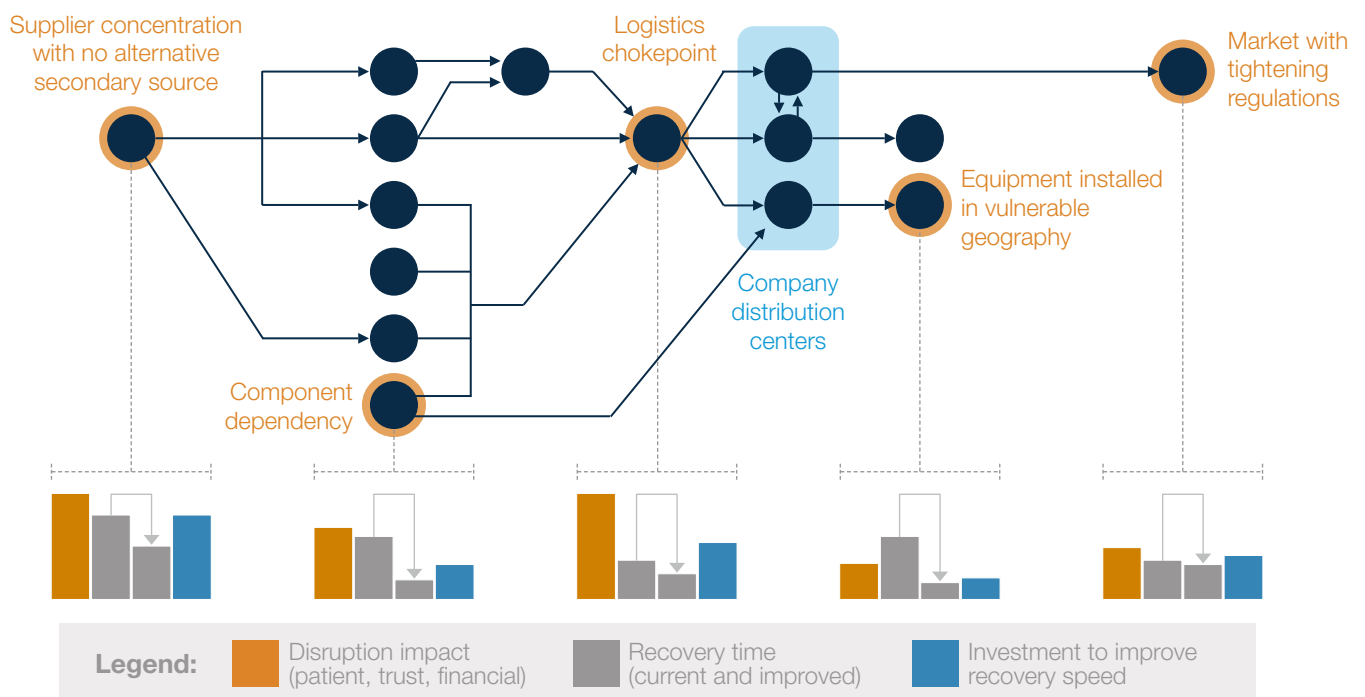 Supplier concentration
with no alternative
secondary source
Logistics
chokepoint
Market with
tightening
regulations
Equipment installed
in vulnerable
geography
Company
distribution
centers
Component
dependency
Legend:
Disruption impact
(patient, trust, financial)
Recovery time
(current and improved)
Investment to improve
recovery speed